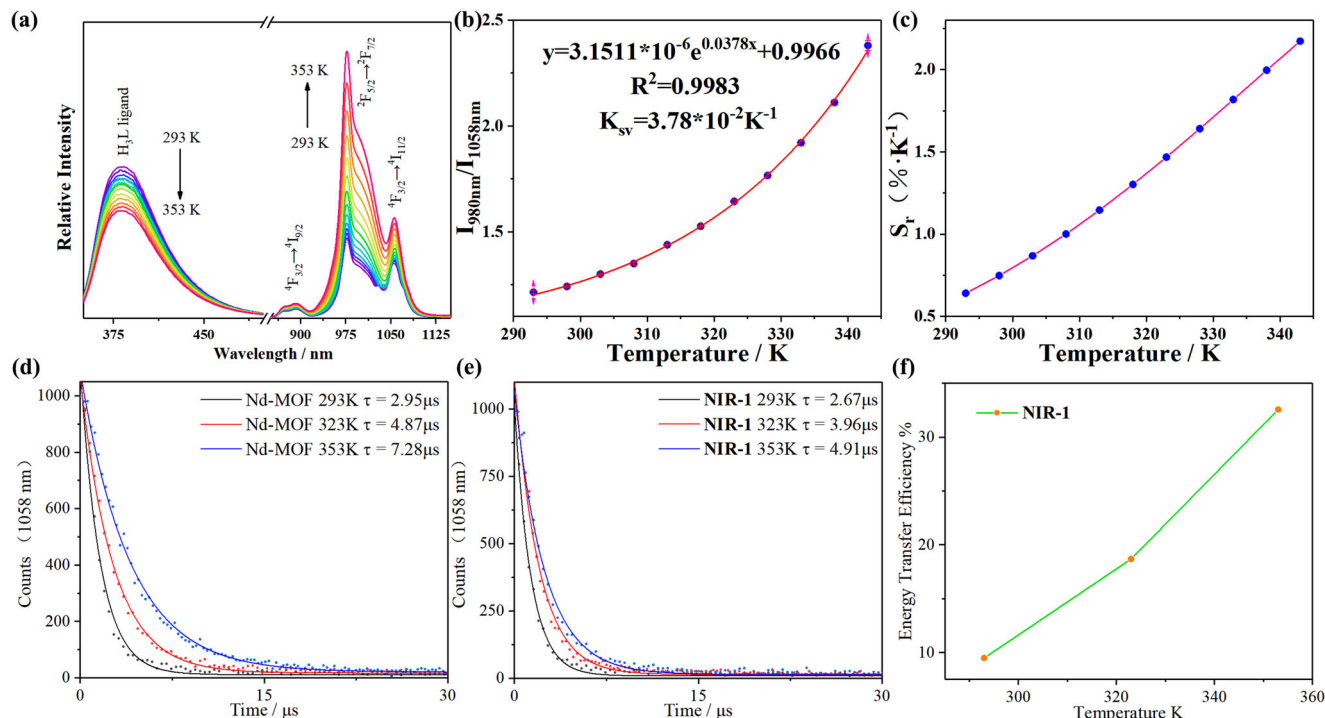 (a)
Relative Intensity
H₃L ligand
293 K
353 K
353 K
293 K
⁴F₃/₂→⁴I₉/₂
²F₅/₂→²F₇/₂
⁴F₃/₂→⁴I₁₁/₂
375 450 900 975 1050 1125
Wavelength / nm
(b)
I980nm/I1058nm
2.5
2.0
1.5
y=3.1511*10⁻⁶e^0.0378x+0.9966
R²=0.9983
Ksv=3.78*10⁻²K⁻¹
290 300 310 320 330 340
Temperature / K
(c)
Sr (%·K⁻¹)
2.0
1.5
1.0
0.5
290 300 310 320 330 340
Temperature / K
(d)
Counts (1058 nm)
1000
800
600
400
200
0
Nd-MOF 293K τ = 2.95μs
Nd-MOF 323K τ = 4.87μs
Nd-MOF 353K τ = 7.28μs
0 15 30
Time / μs
(e)
Counts (1058 nm)
1000
750
500
250
0
NIR-1 293K τ = 2.67μs
NIR-1 323K τ = 3.96μs
NIR-1 353K τ = 4.91μs
0 15 30
Time / μs
(f)
Energy Transfer Efficiency %
30
20
10
NIR-1
300 320 340 360
Temperature K